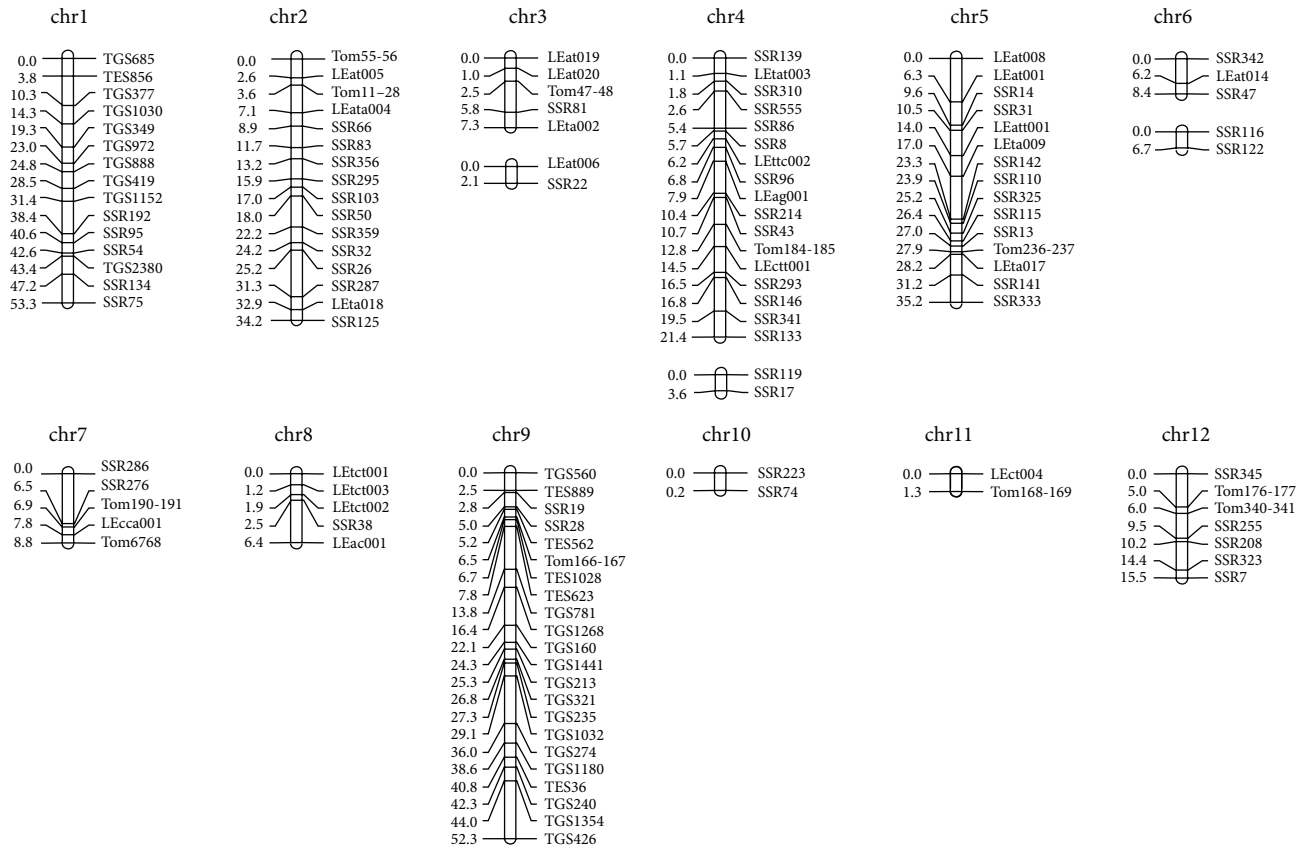 chr1
0.0 TGS685
3.8 TES856
10.3 TGS377
14.3 TGS1030
19.3 TGS349
23.0 TGS972
24.8 TGS888
28.5 TGS419
31.4 TGS1152
38.4 SSR192
40.6 SSR95
42.6 SSR54
43.4 TGS2380
47.2 SSR134
53.3 SSR75
chr2
0.0 Tom55-56
2.6 LEat005
3.6 Tom11–28
7.1 LEata004
8.9 SSR66
11.7 SSR83
13.2 SSR356
15.9 SSR295
17.0 SSR103
18.0 SSR50
22.2 SSR359
24.2 SSR32
25.2 SSR26
31.3 SSR287
32.9 LEta018
34.2 SSR125
chr3
0.0 LEat019
1.0 LEat020
2.5 Tom47-48
5.8 SSR81
7.3 LEta002
0.0 LEat006
2.1 SSR22
chr4
0.0 SSR139
1.1 LEtat003
1.8 SSR310
2.6 SSR555
5.4 SSR86
5.7 SSR8
6.2 LEttc002
6.8 SSR96
7.9 LEag001
10.4 SSR214
10.7 SSR43
12.8 Tom184-185
14.5 LEctt001
16.5 SSR293
16.8 SSR146
19.5 SSR341
21.4 SSR133
0.0 SSR119
3.6 SSR17
chr5
0.0 LEat008
6.3 LEat001
9.6 SSR14
10.5 SSR31
14.0 LEatt001
17.0 LEta009
23.3 SSR142
23.9 SSR110
25.2 SSR325
26.4 SSR115
27.0 SSR13
27.9 Tom236-237
28.2 LEta017
31.2 SSR141
35.2 SSR333
chr6
0.0 SSR342
6.2 LEat014
8.4 SSR47
0.0 SSR116
6.7 SSR122
chr7
0.0 SSR286
6.5 SSR276
6.9 Tom190-191
7.8 LEcca001
8.8 Tom6768
chr8
0.0 LEtct001
1.2 LEtct003
1.9 LEtct002
2.5 SSR38
6.4 LEac001
chr9
0.0 TGS560
2.5 TES889
2.8 SSR19
5.0 SSR28
5.2 TES562
6.5 Tom166-167
6.7 TES1028
7.8 TES623
13.8 TGS781
16.4 TGS1268
22.1 TGS160
24.3 TGS1441
25.3 TGS213
26.8 TGS321
27.3 TGS235
29.1 TGS1032
36.0 TGS274
38.6 TGS1180
40.8 TES36
42.3 TGS240
44.0 TGS1354
52.3 TGS426
chr10
0.0 SSR223
0.2 SSR74
chr11
0.0 LEct004
1.3 Tom168-169
chr12
0.0 SSR345
5.0 Tom176-177
6.0 Tom340-341
9.5 SSR255
10.2 SSR208
14.4 SSR323
15.5 SSR7